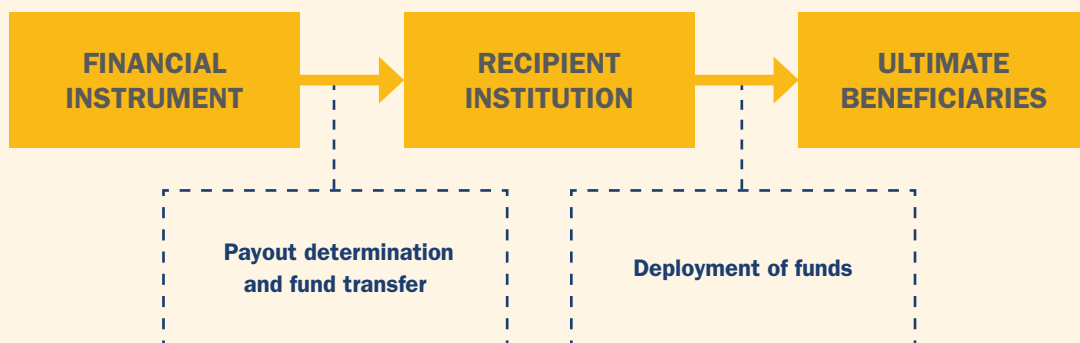 FINANCIAL
INSTRUMENT
RECIPIENT
INSTITUTION
ULTIMATE
BENEFICIARIES
Payout determination
and fund transfer
Deployment of funds